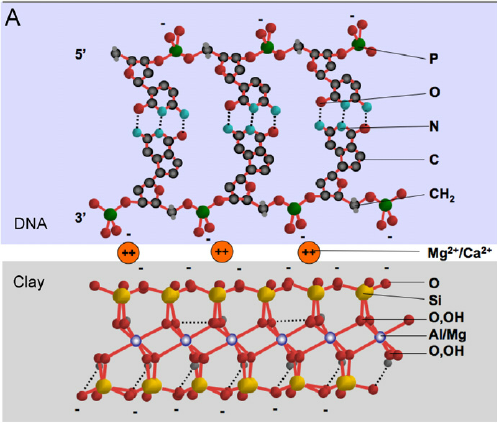 A
- - -
5'
P
O
N
C
CH₂
3'
DNA
- - - -
++ ++ ++
Mg²⁺/Ca²⁺
Clay
- - - - - -
O
Si
O,OH
Al/Mg
O,OH
- - - - - -